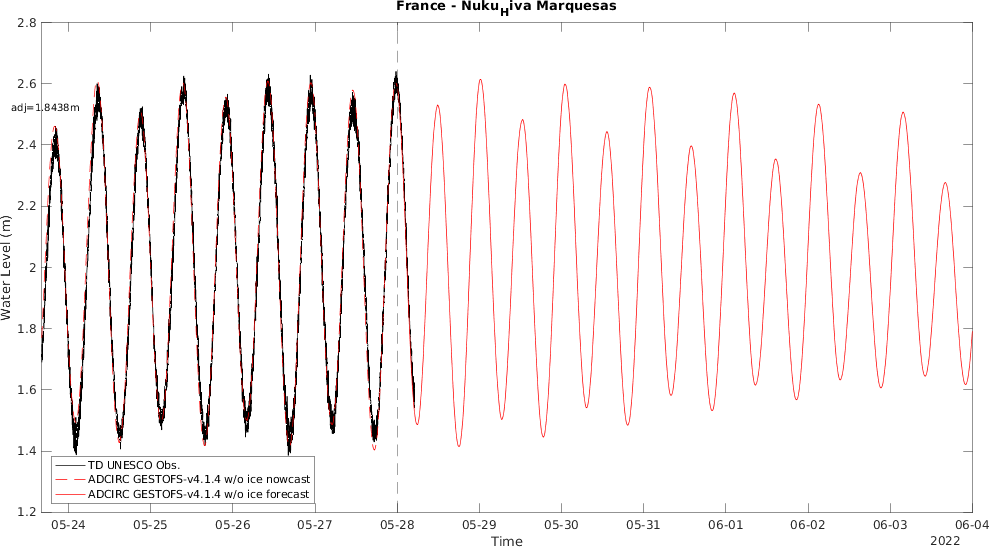 France - Nuku_Hiva Marquesas
adj=1.8438m
Water Level (m)
2.8
2.6
2.4
2.2
2
1.8
1.6
1.4
1.2
TD UNESCO Obs.
ADCIRC GESTOFS-v4.1.4 w/o ice nowcast
ADCIRC GESTOFS-v4.1.4 w/o ice forecast
05-24 05-25 05-26 05-27 05-28 05-29 05-30 05-31 06-01 06-02 06-03 06-04
Time
2022